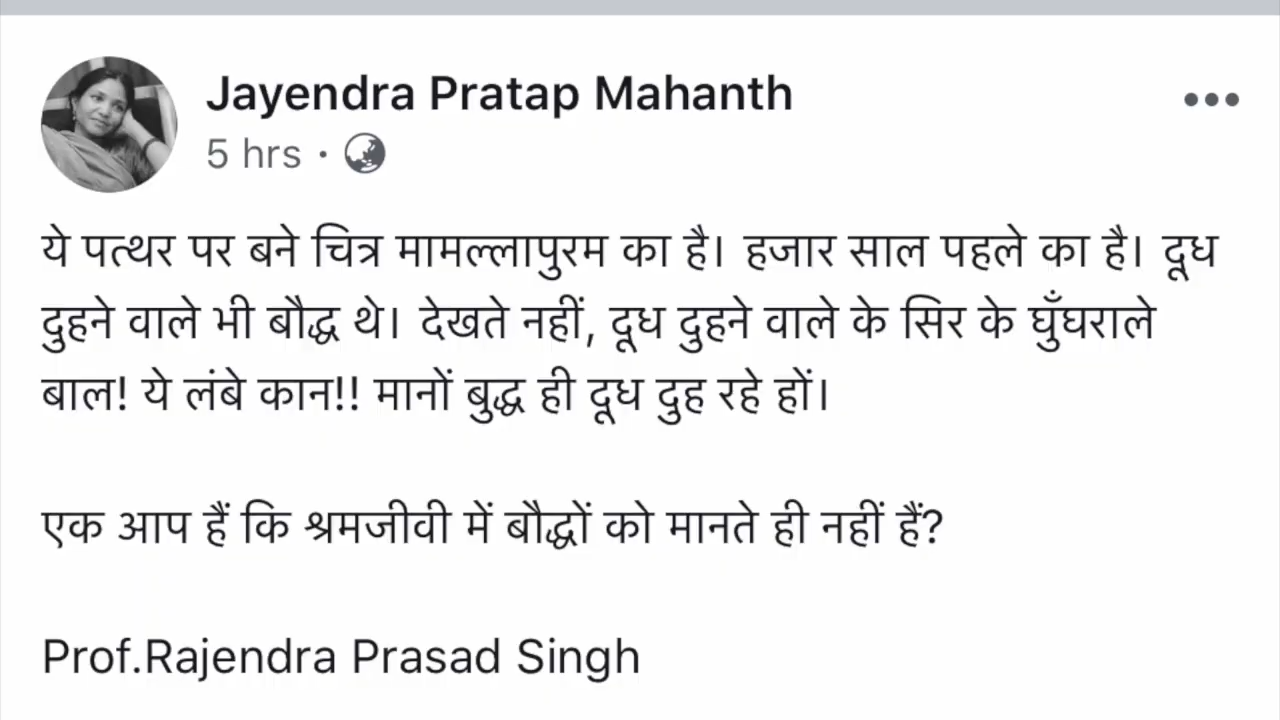 Jayendra Pratap Mahanth
5 hrs ·
ये पत्थर पर बने चित्र मामल्लापुरम का है। हजार साल पहले का है। दूध
दुहने वाले भी बौद्ध थे। देखते नहीं, दूध दुहने वाले के सिर के घुँघराले
बाल! ये लंबे कान!! मानों बुद्ध ही दूध दुह रहे हों।
एक आप हैं कि श्रमजीवी में बौद्धों को मानते ही नहीं हैं?
Prof.Rajendra Prasad Singh